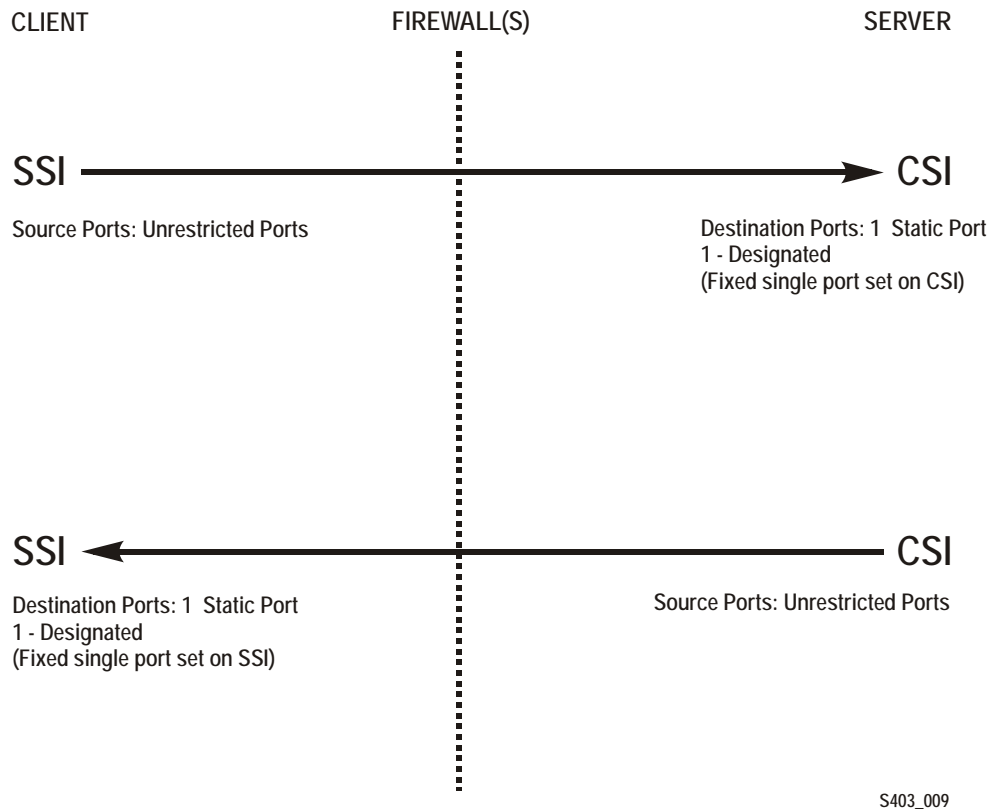 CLIENT
FIREWALL(S)
SERVER
SSI
CSI
Source Ports: Unrestricted Ports
Destination Ports: 1 Static Port
1 - Designated
(Fixed single port set on CSI)
SSI
CSI
Destination Ports: 1 Static Port
1 - Designated
(Fixed single port set on SSI)
Source Ports: Unrestricted Ports
S403_009